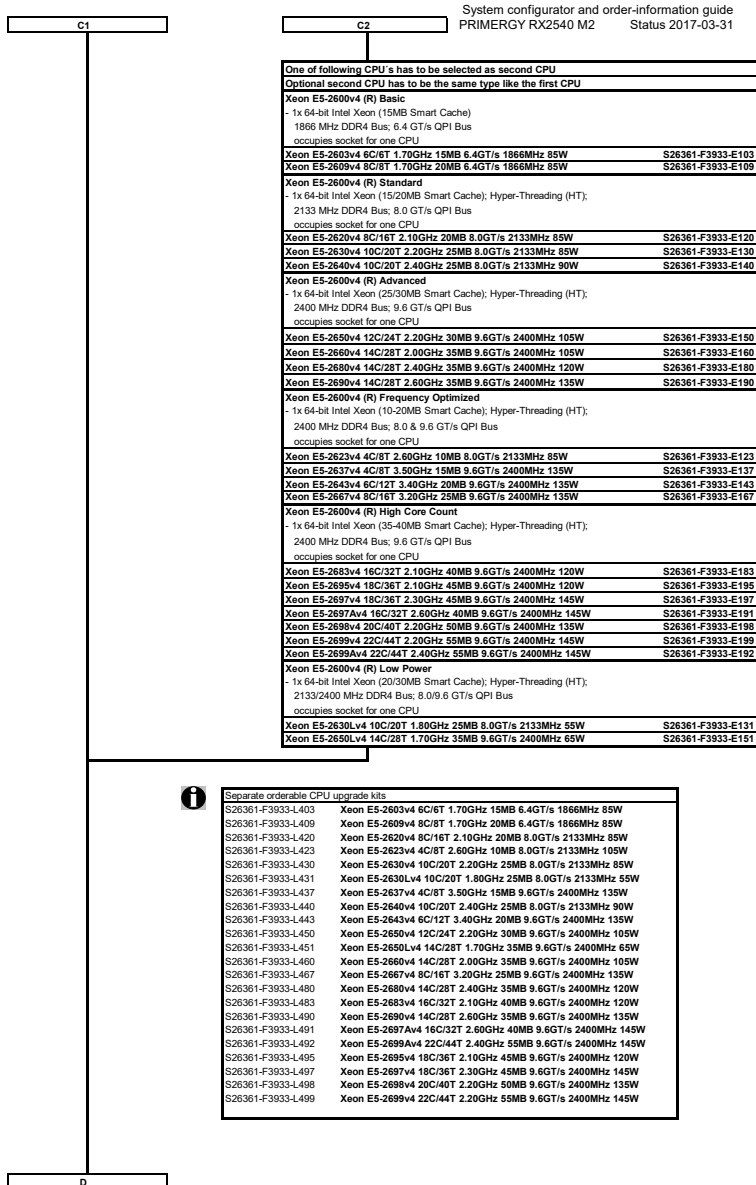 System configurator and order-information guide
PRIMERGY RX2540 M2 Status 2017-03-31
C1
C2
One of following CPU´s has to be selected as second CPU
Optional second CPU has to be the same type like the first CPU
Xeon E5-2600v4 (R) Basic
- 1x 64-bit Intel Xeon (15MB Smart Cache)
1866 MHz DDR4 Bus; 6.4 GT/s QPI Bus
occupies socket for one CPU
Xeon E5-2603v4 6C/6T 1.70GHz 15MB 6.4GT/s 1866MHz 85W S26361-F3933-E103
Xeon E5-2609v4 8C/8T 1.70GHz 20MB 6.4GT/s 1866MHz 85W S26361-F3933-E109
Xeon E5-2600v4 (R) Standard
- 1x 64-bit Intel Xeon (15/20MB Smart Cache); Hyper-Threading (HT);
2133 MHz DDR4 Bus; 8.0 GT/s QPI Bus
occupies socket for one CPU
Xeon E5-2620v4 8C/16T 2.10GHz 20MB 8.0GT/s 2133MHz 85W S26361-F3933-E120
Xeon E5-2630v4 10C/20T 2.20GHz 25MB 8.0GT/s 2133MHz 85W S26361-F3933-E130
Xeon E5-2640v4 10C/20T 2.40GHz 25MB 8.0GT/s 2133MHz 90W S26361-F3933-E140
Xeon E5-2600v4 (R) Advanced
- 1x 64-bit Intel Xeon (25/30MB Smart Cache); Hyper-Threading (HT);
2400 MHz DDR4 Bus; 9.6 GT/s QPI Bus
occupies socket for one CPU
Xeon E5-2650v4 12C/24T 2.20GHz 30MB 9.6GT/s 2400MHz 105W S26361-F3933-E150
Xeon E5-2660v4 14C/28T 2.00GHz 35MB 9.6GT/s 2400MHz 105W S26361-F3933-E160
Xeon E5-2680v4 14C/28T 2.40GHz 35MB 9.6GT/s 2400MHz 120W S26361-F3933-E180
Xeon E5-2690v4 14C/28T 2.60GHz 35MB 9.6GT/s 2400MHz 135W S26361-F3933-E190
Xeon E5-2600v4 (R) Frequency Optimized
- 1x 64-bit Intel Xeon (10-20MB Smart Cache); Hyper-Threading (HT);
2400 MHz DDR4 Bus; 8.0 & 9.6 GT/s QPI Bus
occupies socket for one CPU
Xeon E5-2623v4 4C/8T 2.60GHz 10MB 8.0GT/s 2133MHz 85W S26361-F3933-E123
Xeon E5-2637v4 4C/8T 3.50GHz 15MB 9.6GT/s 2400MHz 135W S26361-F3933-E137
Xeon E5-2643v4 6C/12T 3.40GHz 20MB 9.6GT/s 2400MHz 135W S26361-F3933-E143
Xeon E5-2667v4 8C/16T 3.20GHz 25MB 9.6GT/s 2400MHz 135W S26361-F3933-E167
Xeon E5-2600v4 (R) High Core Count
- 1x 64-bit Intel Xeon (35-40MB Smart Cache); Hyper-Threading (HT);
2400 MHz DDR4 Bus; 9.6 GT/s QPI Bus
occupies socket for one CPU
Xeon E5-2683v4 16C/32T 2.10GHz 40MB 9.6GT/s 2400MHz 120W S26361-F3933-E183
Xeon E5-2695v4 18C/36T 2.10GHz 45MB 9.6GT/s 2400MHz 120W S26361-F3933-E195
Xeon E5-2697v4 18C/36T 2.30GHz 45MB 9.6GT/s 2400MHz 145W S26361-F3933-E197
Xeon E5-2697Av4 16C/32T 2.60GHz 40MB 9.6GT/s 2400MHz 145W S26361-F3933-E191
Xeon E5-2698v4 20C/40T 2.20GHz 50MB 9.6GT/s 2400MHz 135W S26361-F3933-E198
Xeon E5-2699v4 22C/44T 2.20GHz 55MB 9.6GT/s 2400MHz 145W S26361-F3933-E199
Xeon E5-2699Av4 22C/44T 2.40GHz 55MB 9.6GT/s 2400MHz 145W S26361-F3933-E192
Xeon E5-2600v4 (R) Low Power
- 1x 64-bit Intel Xeon (20/30MB Smart Cache); Hyper-Threading (HT);
2133/2400 MHz DDR4 Bus; 8.0/9.6 GT/s QPI Bus
occupies socket for one CPU
Xeon E5-2630Lv4 10C/20T 1.80GHz 25MB 8.0GT/s 2133MHz 55W S26361-F3933-E131
Xeon E5-2650Lv4 14C/28T 1.70GHz 35MB 9.6GT/s 2400MHz 65W S26361-F3933-E151
Separate orderable CPU upgrade kits
S26361-F3933-L403 Xeon E5-2603v4 6C/6T 1.70GHz 15MB 6.4GT/s 1866MHz 85W
S26361-F3933-L409 Xeon E5-2609v4 8C/8T 1.70GHz 20MB 6.4GT/s 1866MHz 85W
S26361-F3933-L420 Xeon E5-2620v4 8C/16T 2.10GHz 20MB 8.0GT/s 2133MHz 85W
S26361-F3933-L423 Xeon E5-2623v4 4C/8T 2.60GHz 10MB 8.0GT/s 2133MHz 105W
S26361-F3933-L430 Xeon E5-2630v4 10C/20T 2.20GHz 25MB 8.0GT/s 2133MHz 85W
S26361-F3933-L431 Xeon E5-2630Lv4 10C/20T 1.80GHz 25MB 8.0GT/s 2133MHz 55W
S26361-F3933-L437 Xeon E5-2637v4 4C/8T 3.50GHz 15MB 9.6GT/s 2400MHz 135W
S26361-F3933-L440 Xeon E5-2640v4 10C/20T 2.40GHz 25MB 8.0GT/s 2133MHz 90W
S26361-F3933-L443 Xeon E5-2643v4 6C/12T 3.40GHz 20MB 9.6GT/s 2400MHz 135W
S26361-F3933-L450 Xeon E5-2650v4 12C/24T 2.20GHz 30MB 9.6GT/s 2400MHz 105W
S26361-F3933-L451 Xeon E5-2650Lv4 14C/28T 1.70GHz 35MB 9.6GT/s 2400MHz 65W
S26361-F3933-L460 Xeon E5-2660v4 14C/28T 2.00GHz 35MB 9.6GT/s 2400MHz 105W
S26361-F3933-L467 Xeon E5-2667v4 8C/16T 3.20GHz 25MB 9.6GT/s 2400MHz 135W
S26361-F3933-L480 Xeon E5-2680v4 14C/28T 2.40GHz 35MB 9.6GT/s 2400MHz 120W
S26361-F3933-L483 Xeon E5-2683v4 16C/32T 2.10GHz 40MB 9.6GT/s 2400MHz 120W
S26361-F3933-L490 Xeon E5-2690v4 14C/28T 2.60GHz 35MB 9.6GT/s 2400MHz 135W
S26361-F3933-L491 Xeon E5-2697Av4 16C/32T 2.60GHz 40MB 9.6GT/s 2400MHz 145W
S26361-F3933-L492 Xeon E5-2699Av4 22C/44T 2.40GHz 55MB 9.6GT/s 2400MHz 145W
S26361-F3933-L495 Xeon E5-2695v4 18C/36T 2.10GHz 45MB 9.6GT/s 2400MHz 120W
S26361-F3933-L497 Xeon E5-2697v4 18C/36T 2.30GHz 45MB 9.6GT/s 2400MHz 145W
S26361-F3933-L498 Xeon E5-2698v4 20C/40T 2.20GHz 50MB 9.6GT/s 2400MHz 135W
S26361-F3933-L499 Xeon E5-2699v4 22C/44T 2.20GHz 55MB 9.6GT/s 2400MHz 145W
D